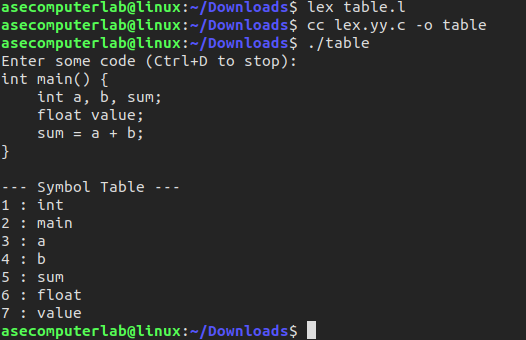 asecomputerlab@linux:~/Downloads$ lex table.l
asecomputerlab@linux:~/Downloads$ cc lex.yy.c -o table
asecomputerlab@linux:~/Downloads$ ./table
Enter some code (Ctrl+D to stop):
int main() {
    int a, b, sum;
    float value;
    sum = a + b;
}

--- Symbol Table ---
1 : int
2 : main
3 : a
4 : b
5 : sum
6 : float
7 : value
asecomputerlab@linux:~/Downloads$